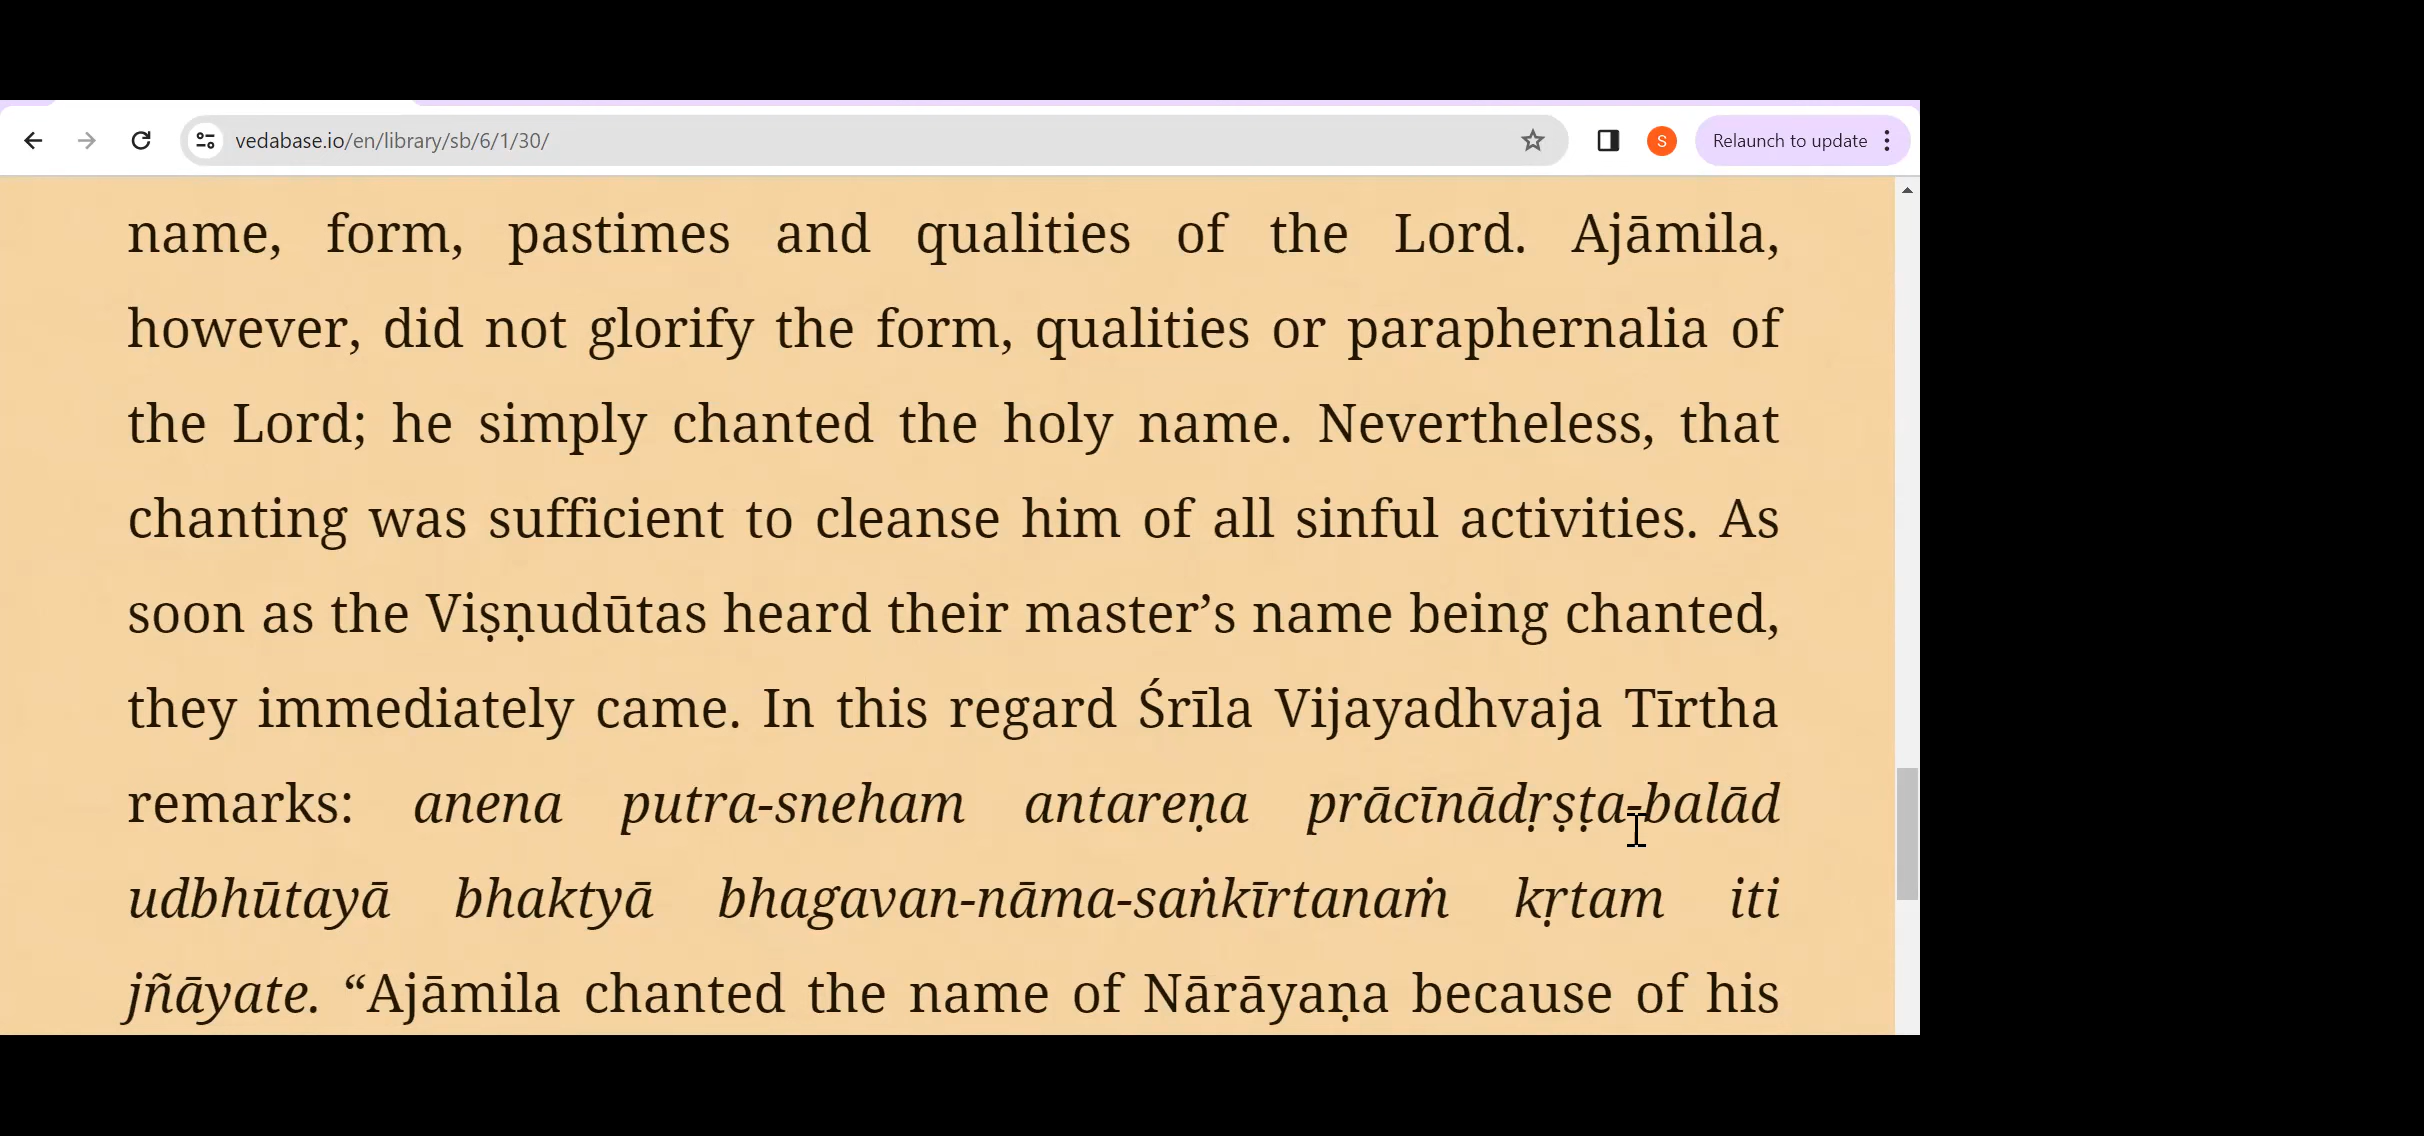 vedabase.io/en/library/sb/6/1/30/
S
Relaunch to update
name, form, pastimes and qualities of the Lord. Ajāmila,
however, did not glorify the form, qualities or paraphernalia of
the Lord; he simply chanted the holy name. Nevertheless, that
chanting was sufficient to cleanse him of all sinful activities. As
soon as the Viṣṇudūtas heard their master’s name being chanted,
they immediately came. In this regard Śrīla Vijayadhvaja Tīrtha
remarks: anena putra-sneham antareṇa prācīnādṛṣṭa-balād
udbhūtayā bhaktyā bhagavan-nāma-saṅkīrtanaṁ kṛtam iti
jñāyate. “Ajāmila chanted the name of Nārāyaṇa because of his